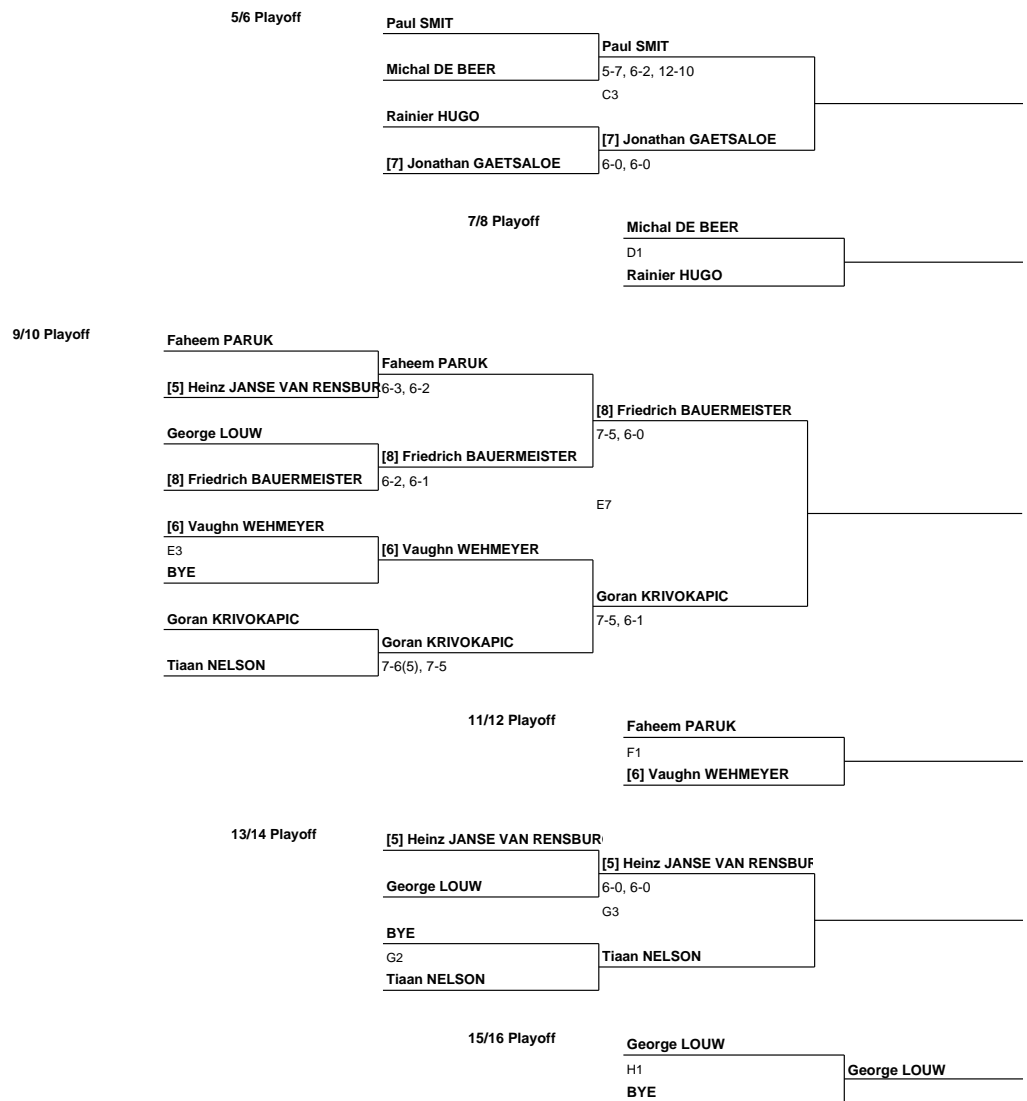 5/6 Playoff
Paul SMIT
Michal DE BEER
Paul SMIT
5-7, 6-2, 12-10
C3
Rainier HUGO
[7] Jonathan GAETSALOE
[7] Jonathan GAETSALOE
6-0, 6-0
7/8 Playoff
Michal DE BEER
D1
Rainier HUGO
9/10 Playoff
Faheem PARUK
[5] Heinz JANSE VAN RENSBUR
Faheem PARUK
6-3, 6-2
George LOUW
[8] Friedrich BAUERMEISTER
[8] Friedrich BAUERMEISTER
6-2, 6-1
[8] Friedrich BAUERMEISTER
7-5, 6-0
E7
[6] Vaughn WEHMEYER
E3
BYE
[6] Vaughn WEHMEYER
Goran KRIVOKAPIC
Tiaan NELSON
Goran KRIVOKAPIC
7-6(5), 7-5
Goran KRIVOKAPIC
7-5, 6-1
11/12 Playoff
Faheem PARUK
F1
[6] Vaughn WEHMEYER
13/14 Playoff
[5] Heinz JANSE VAN RENSBUR
George LOUW
[5] Heinz JANSE VAN RENSBUR
6-0, 6-0
G3
BYE
G2
Tiaan NELSON
Tiaan NELSON
15/16 Playoff
George LOUW
H1
BYE
George LOUW